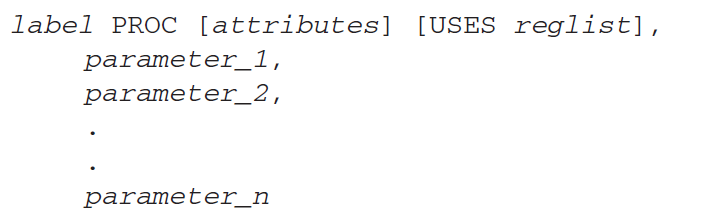 label PROC [attributes] [USES reglist],
parameter_1,
parameter_2,
.
.
parameter_n